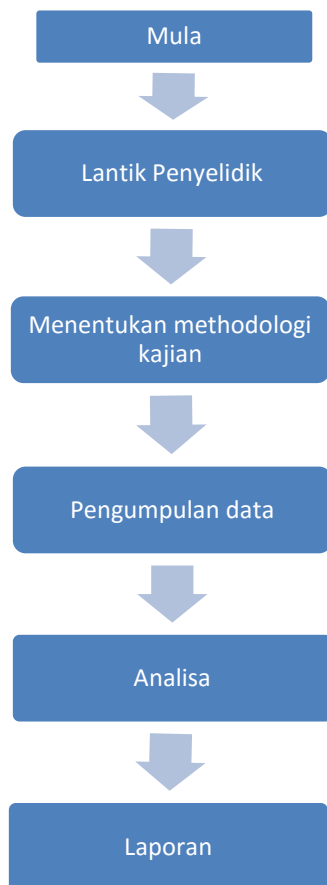 Mula
Lantik Penyelidik
Menentukan methodologi
kajian
Pengumpulan data
Analisa
Laporan